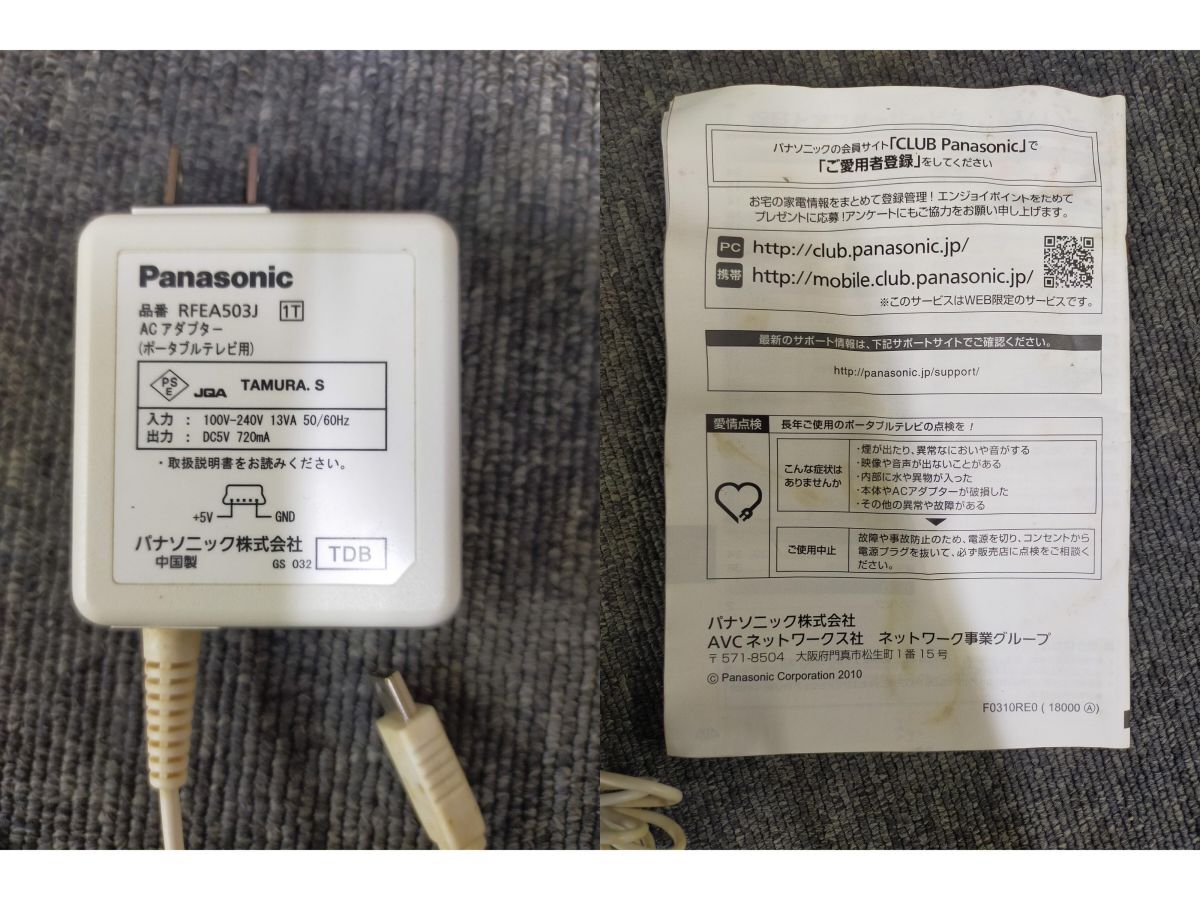 Panasonic
品番 RFEA503J 1T
ACアダプター
(ポータブルテレビ用)
PS
E
JQA TAMURA. S
入力 : 100V-240V 13VA 50/60Hz
出力 : DC5V 720mA
・取扱説明書をお読みください。
+5V GND
パナソニック株式会社
中国製 GS 032 TDB
パナソニックの会員サイト「CLUB Panasonic」で
「ご愛用者登録」をしてください
お宅の家電情報をまとめて登録管理！エンジョイポイントをためて
プレゼントに応募！アンケートにもご協力をお願い申し上げます。
PC http://club.panasonic.jp/
携帯 http://mobile.club.panasonic.jp/
※このサービスはWEB限定のサービスです。
最新のサポート情報は、下記サポートサイトでご確認ください。
http://panasonic.jp/support/
愛情点検 長年ご使用のポータブルテレビの点検を！
こんな症状は
ありませんか
・煙が出たり、異常なにおいや音がする
・映像や音声が出ないことがある
・内部に水や異物が入った
・本体やACアダプターが破損した
・その他の異常や故障がある
ご使用中止
故障や事故防止のため、電源を切り、コンセントから
電源プラグを抜いて、必ず販売店に点検をご相談く
ださい。
パナソニック株式会社
AVCネットワークス社 ネットワーク事業グループ
〒571-8504 大阪府門真市松生町1番15号
© Panasonic Corporation 2010
F0310RE0 ( 18000 Ⓐ)